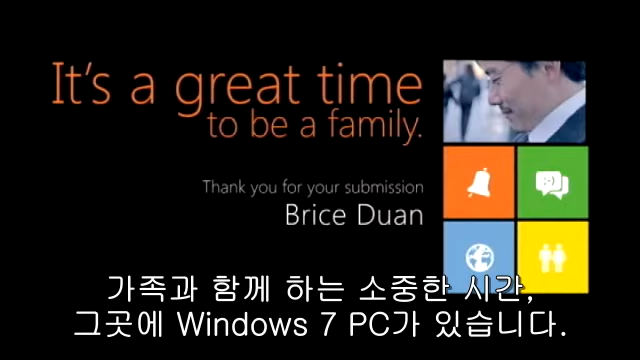 It's a great time
to be a family.
Thank you for your submission
Brice Duan
가족과 함께 하는 소중한 시간,
그곳에 Windows 7 PC가 있습니다.